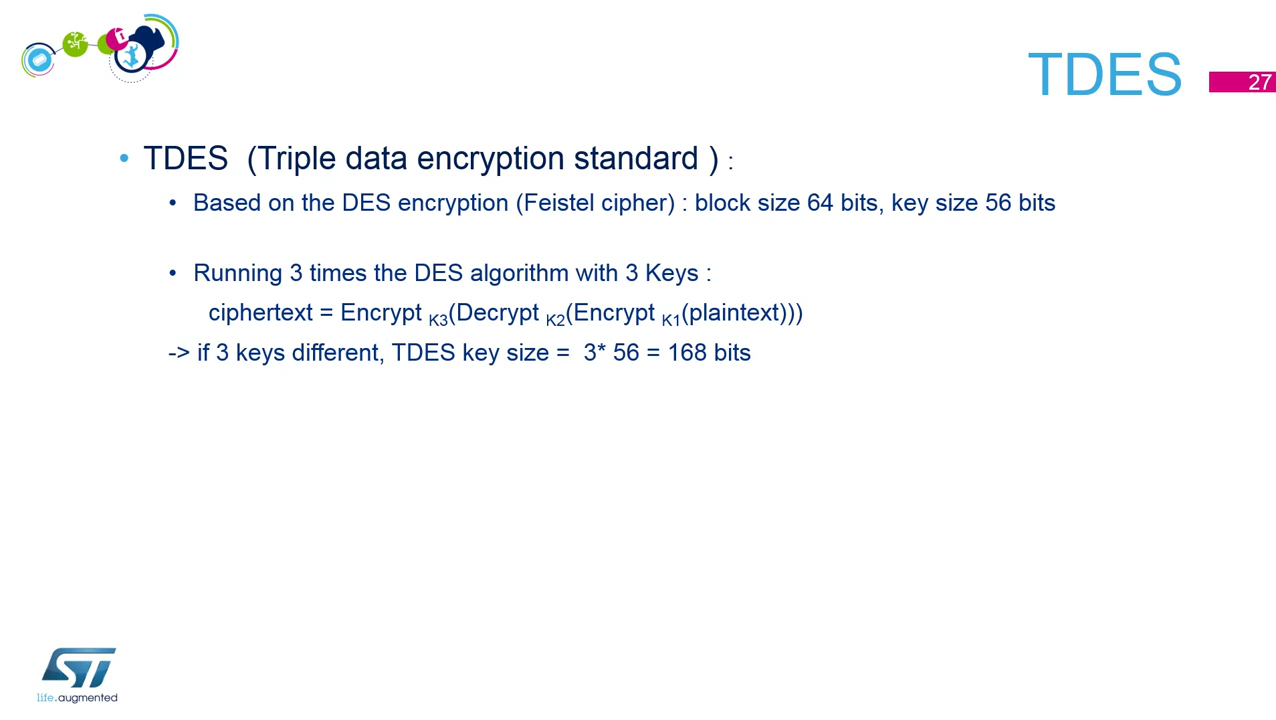 TDES
27
• TDES (Triple data encryption standard ) :
• Based on the DES encryption (Feistel cipher) : block size 64 bits, key size 56 bits
• Running 3 times the DES algorithm with 3 Keys :
ciphertext = Encrypt K3(Decrypt K2(Encrypt K1(plaintext)))
-> if 3 keys different, TDES key size = 3* 56 = 168 bits
ST
life.augmented